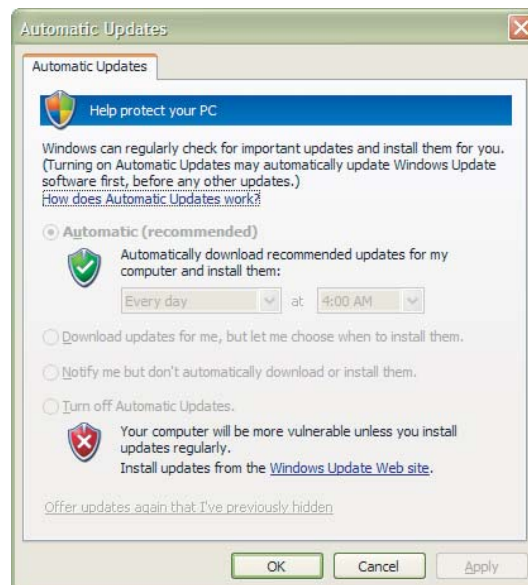 Automatic Updates
Automatic Updates
Help protect your PC
Windows can regularly check for important updates and install them for you.
(Turning on Automatic Updates may automatically update Windows Update
software first, before any other updates.)
How does Automatic Updates work?
Automatic (recommended)
Automatically download recommended updates for my
computer and install them:
Every day at 4:00 AM
Download updates for me, but let me choose when to install them.
Notify me but don't automatically download or install them.
Turn off Automatic Updates.
Your computer will be more vulnerable unless you install
updates regularly.
Install updates from the Windows Update Web site.
Offer updates again that I've previously hidden
OK Cancel Apply